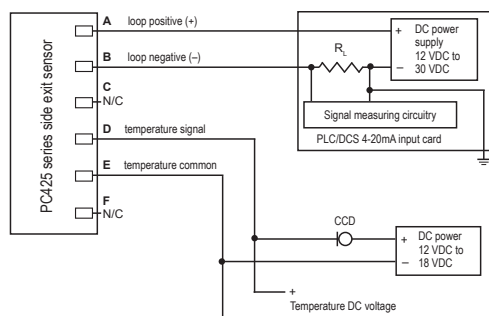 PC425 series side exit sensor
A loop positive (+)
B loop negative (–)
C
N/C
D temperature signal
E temperature common
F
N/C
+ DC power
supply
12 VDC to
– 30 VDC
RL
Signal measuring circuitry
PLC/DCS 4-20mA input card
CCD
+ DC power
12 VDC to
– 18 VDC
+
Temperature DC voltage